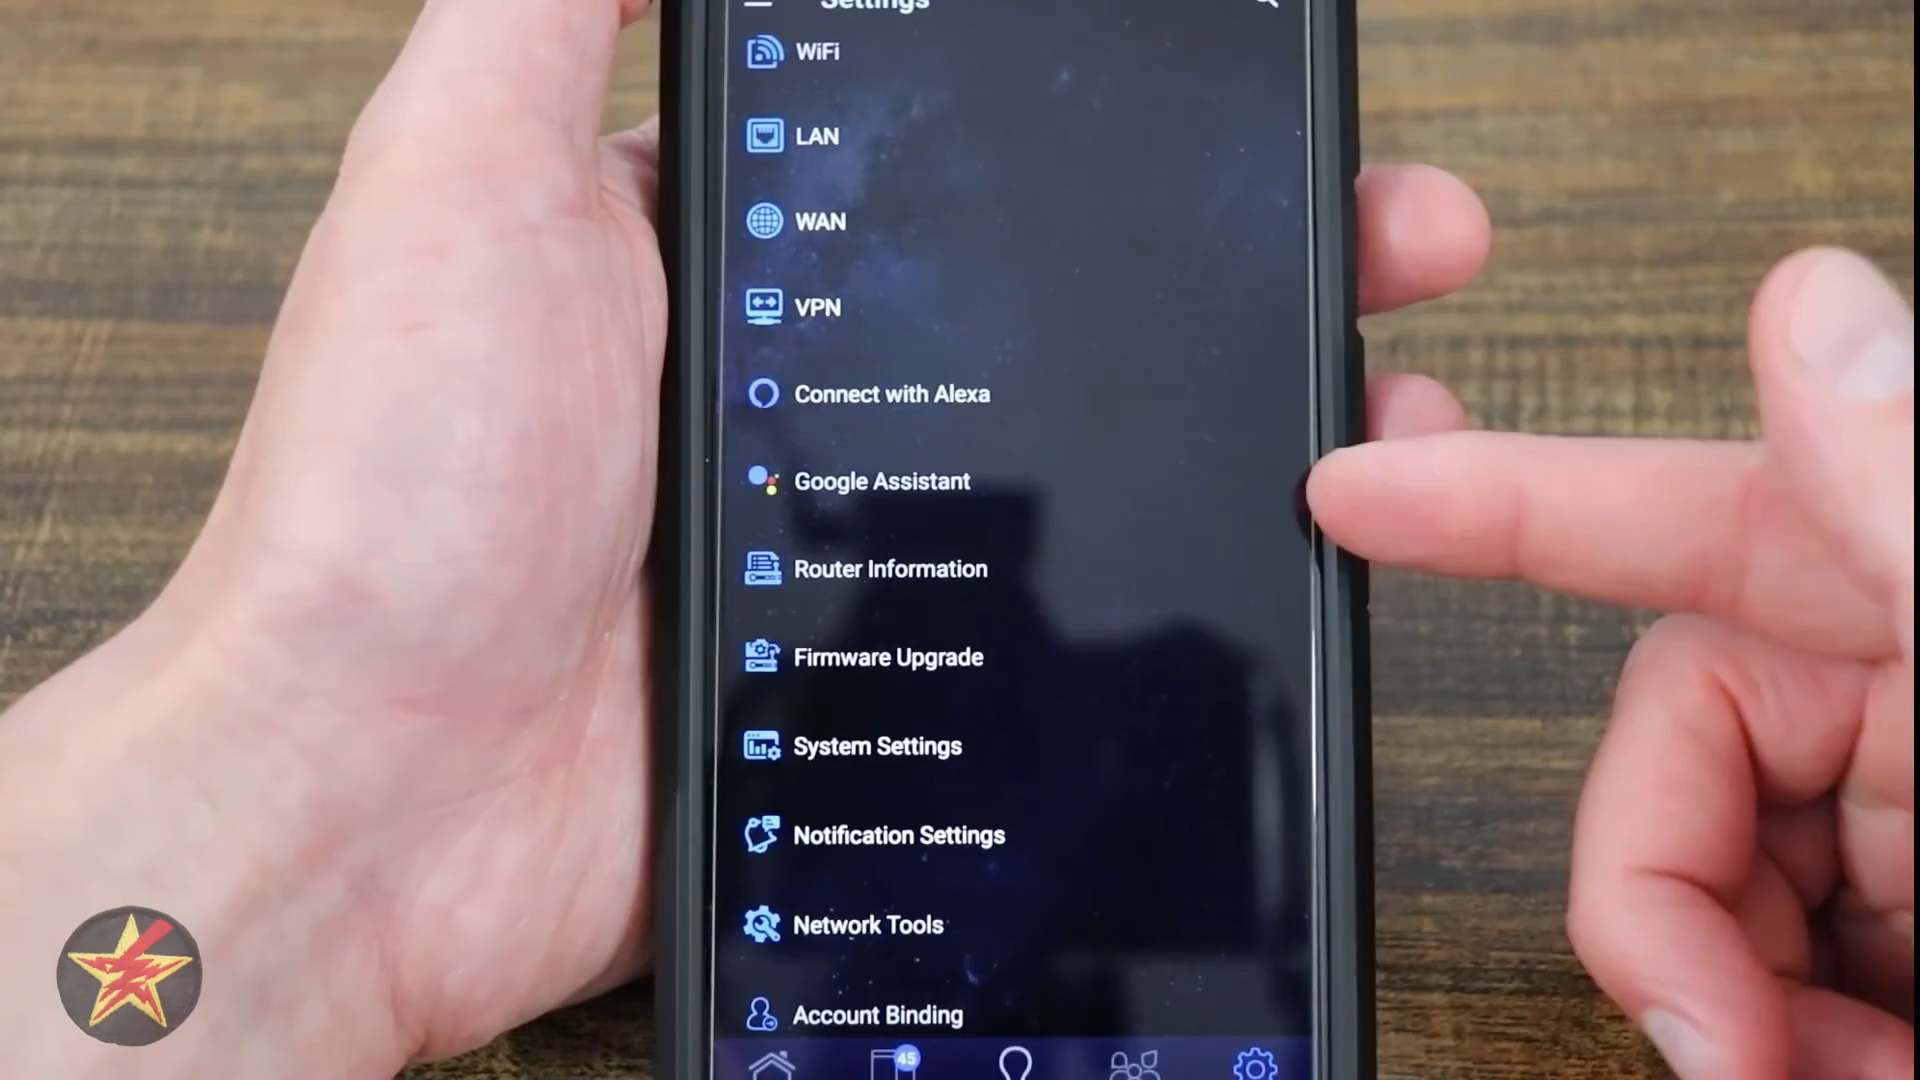 Settings
WiFi
LAN
WAN
VPN
Connect with Alexa
Google Assistant
Router Information
Firmware Upgrade
System Settings
Notification Settings
Network Tools
Account Binding
45